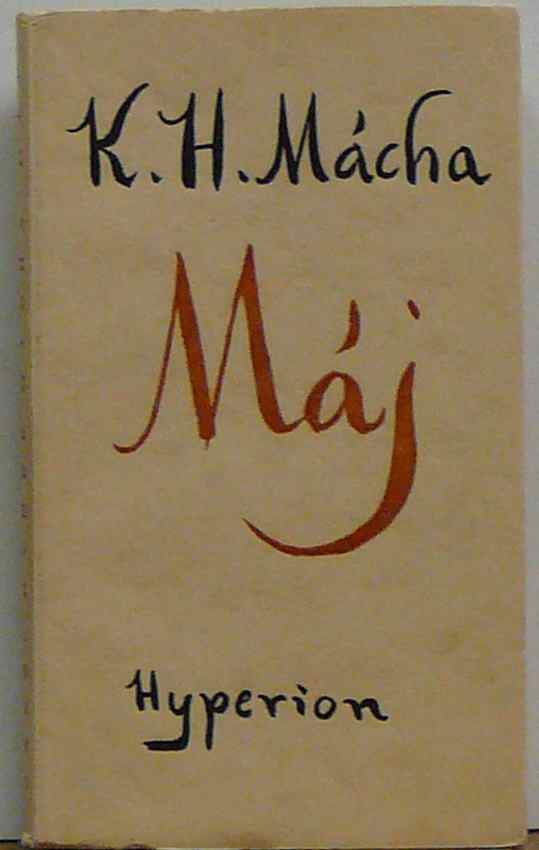 K. H. Mácha
Máj
Hyperion